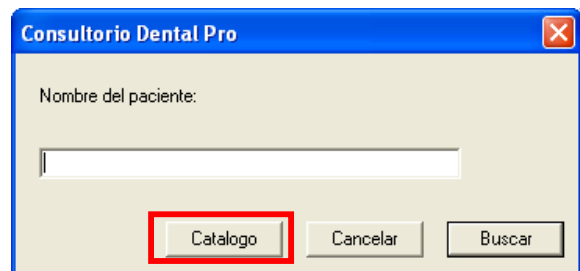 Consultorio Dental Pro
Nombre del paciente:
Catalogo Cancelar Buscar